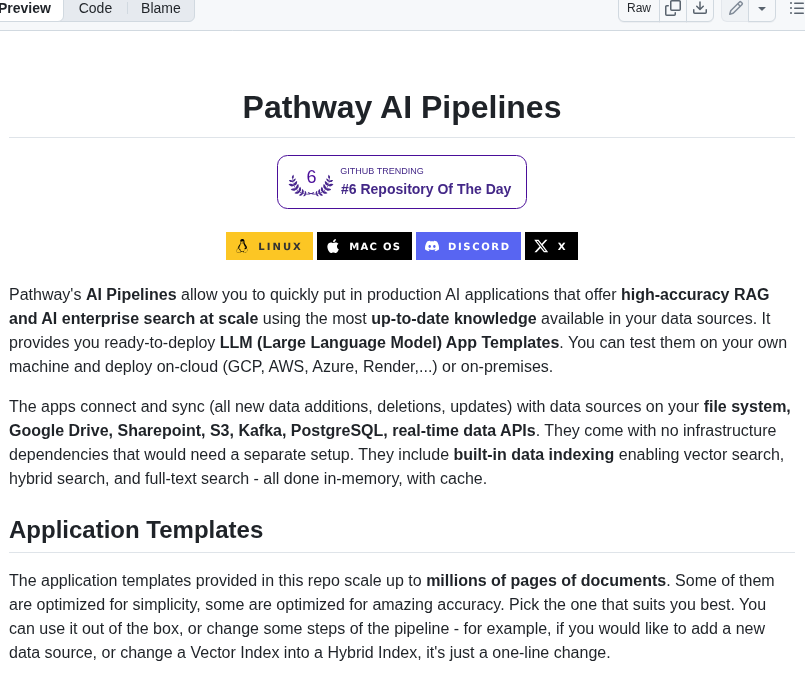 Preview Code Blame Raw
Pathway AI Pipelines
6 GITHUB TRENDING
#6 Repository Of The Day
LINUX MAC OS DISCORD X
Pathway's AI Pipelines allow you to quickly put in production AI applications that offer high-accuracy RAG
and AI enterprise search at scale using the most up-to-date knowledge available in your data sources. It
provides you ready-to-deploy LLM (Large Language Model) App Templates. You can test them on your own
machine and deploy on-cloud (GCP, AWS, Azure, Render,...) or on-premises.
The apps connect and sync (all new data additions, deletions, updates) with data sources on your file system,
Google Drive, Sharepoint, S3, Kafka, PostgreSQL, real-time data APIs. They come with no infrastructure
dependencies that would need a separate setup. They include built-in data indexing enabling vector search,
hybrid search, and full-text search - all done in-memory, with cache.
Application Templates
The application templates provided in this repo scale up to millions of pages of documents. Some of them
are optimized for simplicity, some are optimized for amazing accuracy. Pick the one that suits you best. You
can use it out of the box, or change some steps of the pipeline - for example, if you would like to add a new
data source, or change a Vector Index into a Hybrid Index, it's just a one-line change.